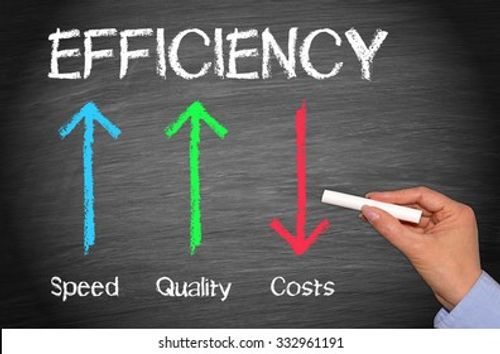 EFFICIENCY
Speed Quality Costs
shutterstock.com · 332961191